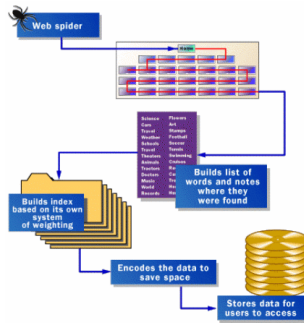 Web spider
Science Flowers
Cars Art
Travel Stamps
Weather Football
Schools Soccer
Travel Tennis
Theaters Swimming
Animals
Tractors
Doctors
Music
World
Records
Builds list of
words and notes
where they
were found
Builds index
based on its own
system
of weighting
Encodes the data to
save space
Stores data for
users to access